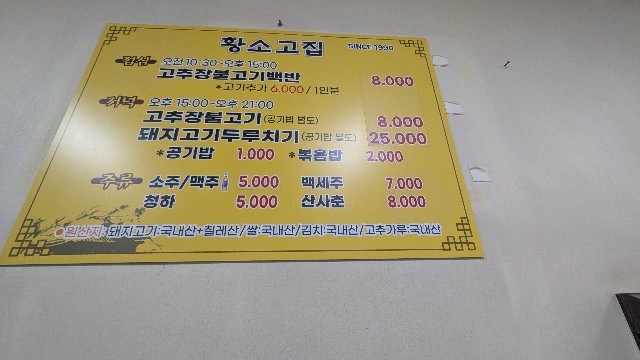 황소고집 SINCE 1990
점심 오전 10:30-오후 15:00
고추장불고기백반 8.000
*고기추가 6.000/1인분
저녁 오후 15:00-오후 21:00
고추장불고기(공기밥 별도) 8.000
돼지고기두루치기(공기밥 별도) 25.000
*공기밥 1.000 *볶음밥 2.000
주류 소주/맥주 5.000 백세주 7.000
청하 5.000 산사춘 8.000
원산지:돼지고기:국내산+칠레산/쌀:국내산/김치:국내산/고추가루:국내산